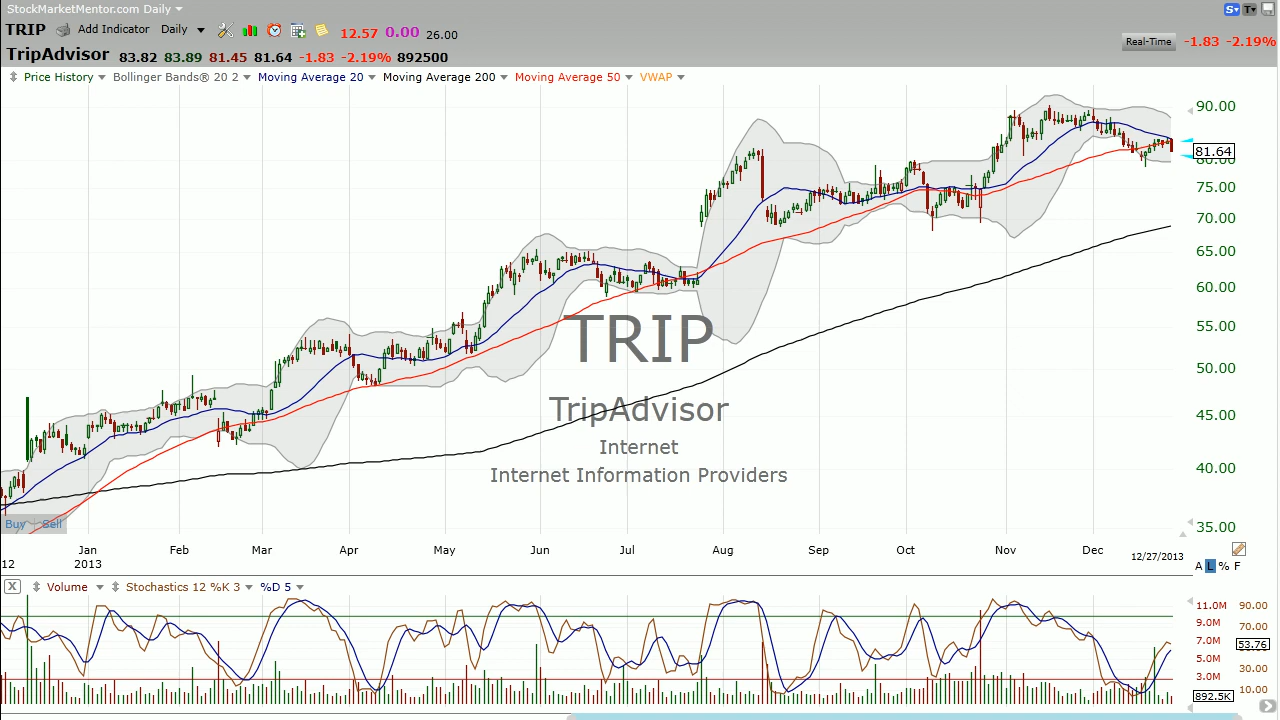 StockMarketMentor.com Daily
S T
TRIP Add Indicator Daily 12.57 0.00 26.00
Real-Time -1.83 -2.19%
TripAdvisor 83.82 83.89 81.45 81.64 -1.83 -2.19% 892500
Price History Bollinger Bands® 20 2 Moving Average 20 Moving Average 200 Moving Average 50 VWAP
90.00
81.64
80.00
75.00
70.00
65.00
60.00
55.00
TRIP
50.00
TripAdvisor
45.00
Internet
40.00
Internet Information Providers
35.00
Buy Sell
Jan Feb Mar Apr May Jun Jul Aug Sep Oct Nov Dec 12/27/2013
12 2013
A L % F
X Volume Stochastics 12 %K 3 %D 5
11.0M 90.00
9.0M 70.00
7.0M 53.76
5.0M 30.00
3.0M 10.00
892.5K